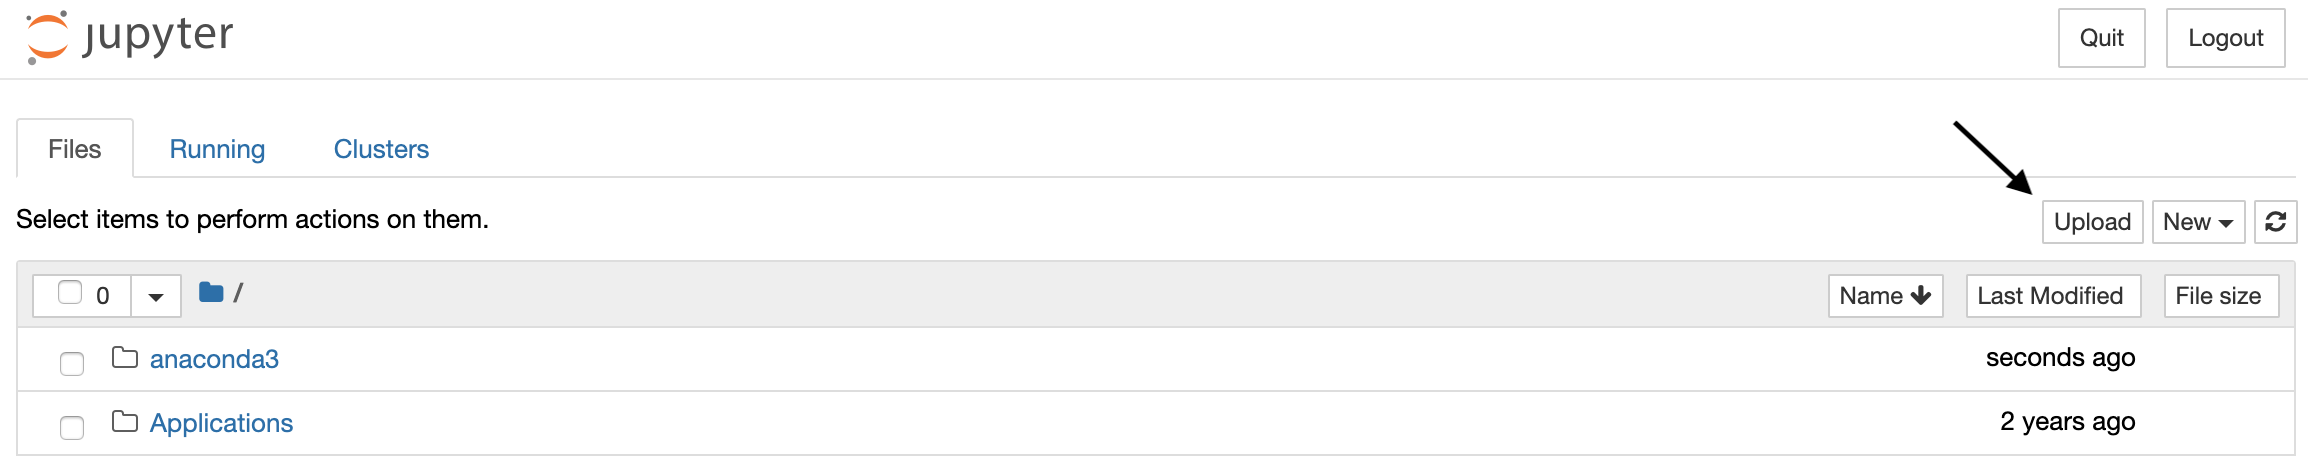 jupyter
Quit Logout
Files Running Clusters
Select items to perform actions on them.
Upload New
0 / Name Last Modified File size
anaconda3 seconds ago
Applications 2 years ago